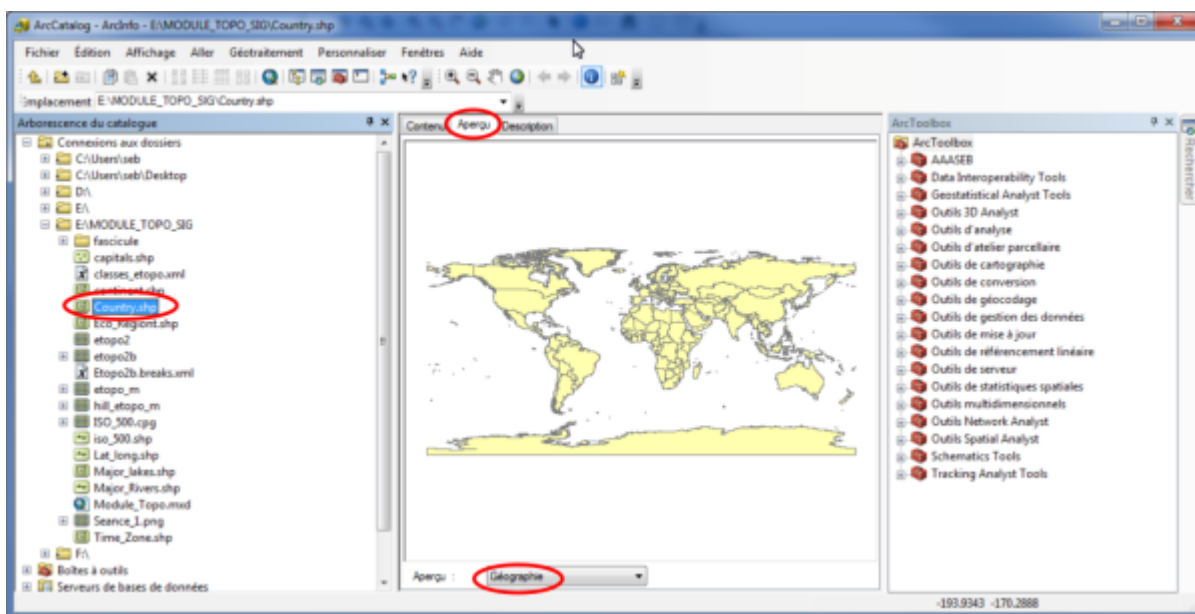 ArcCatalog - ArcInfo - E:\MODULE_TOPO_SIG\Country.shp
Fichier Édition Affichage Aller Géotraitement Personnaliser Fenêtres Aide
Emplacement E:\MODULE_TOPO_SIG\Country.shp
Arborescence du catalogue
Connexions aux dossiers
C:\Users\seb
C:\Users\seb\Desktop
D:\
E:\
E:\MODULE_TOPO_SIG
fascicule
capitals.shp
classes_etopo.xml
continent.shp
Country.shp
Eco_Regiont.shp
etopo2
etopo2b
Etopo2b.breaks.xml
etopo_m
hill_etopo_m
ISO_500.cpg
iso_500.shp
Lat_long.shp
Major_lakes.shp
Major_Rivers.shp
Module_Topo.mxd
Seance_1.png
Time_Zone.shp
F:\
Boîtes à outils
Serveurs de bases de données
Contenu Aperçu Description
Aperçu : Géographie
ArcToolbox
ArcToolbox
AAASEB
Data Interoperability Tools
Geostatistical Analyst Tools
Outils 3D Analyst
Outils d'analyse
Outils d'atelier parcellaire
Outils de cartographie
Outils de conversion
Outils de géocodage
Outils de gestion des données
Outils de mise à jour
Outils de référencement linéaire
Outils de serveur
Outils de statistiques spatiales
Outils multidimensionnels
Outils Network Analyst
Outils Spatial Analyst
Schematics Tools
Tracking Analyst Tools
Rechercher
-193.9343 -170.2888